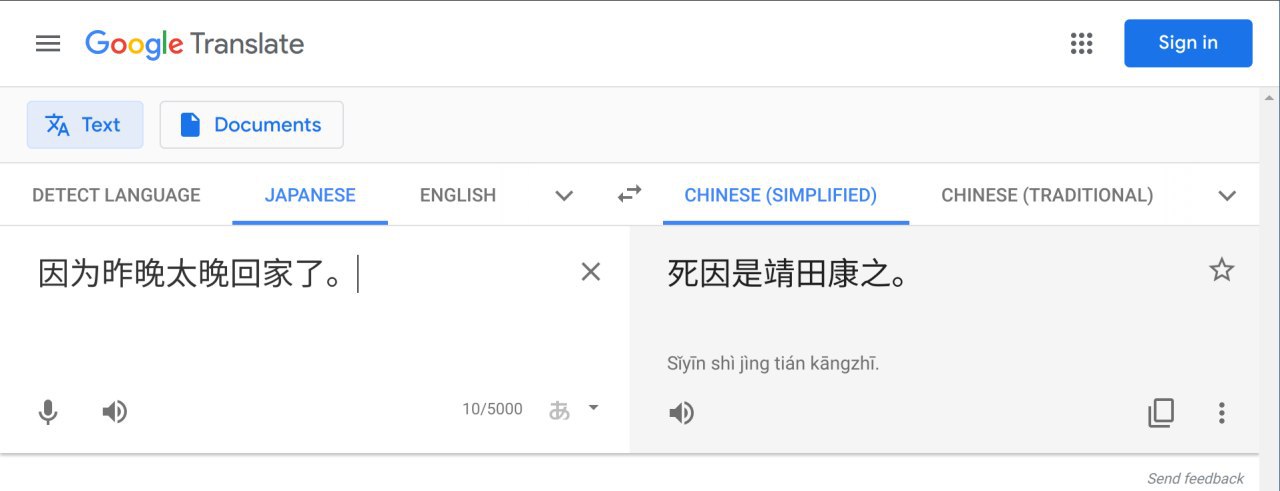 Google Translate
Sign in
Text
Documents
DETECT LANGUAGE JAPANESE ENGLISH CHINESE (SIMPLIFIED) CHINESE (TRADITIONAL)
因为昨晚太晚回家了。
死因是靖田康之。
Sǐyīn shì jìng tián kāngzhī.
10/5000 あ
Send feedback